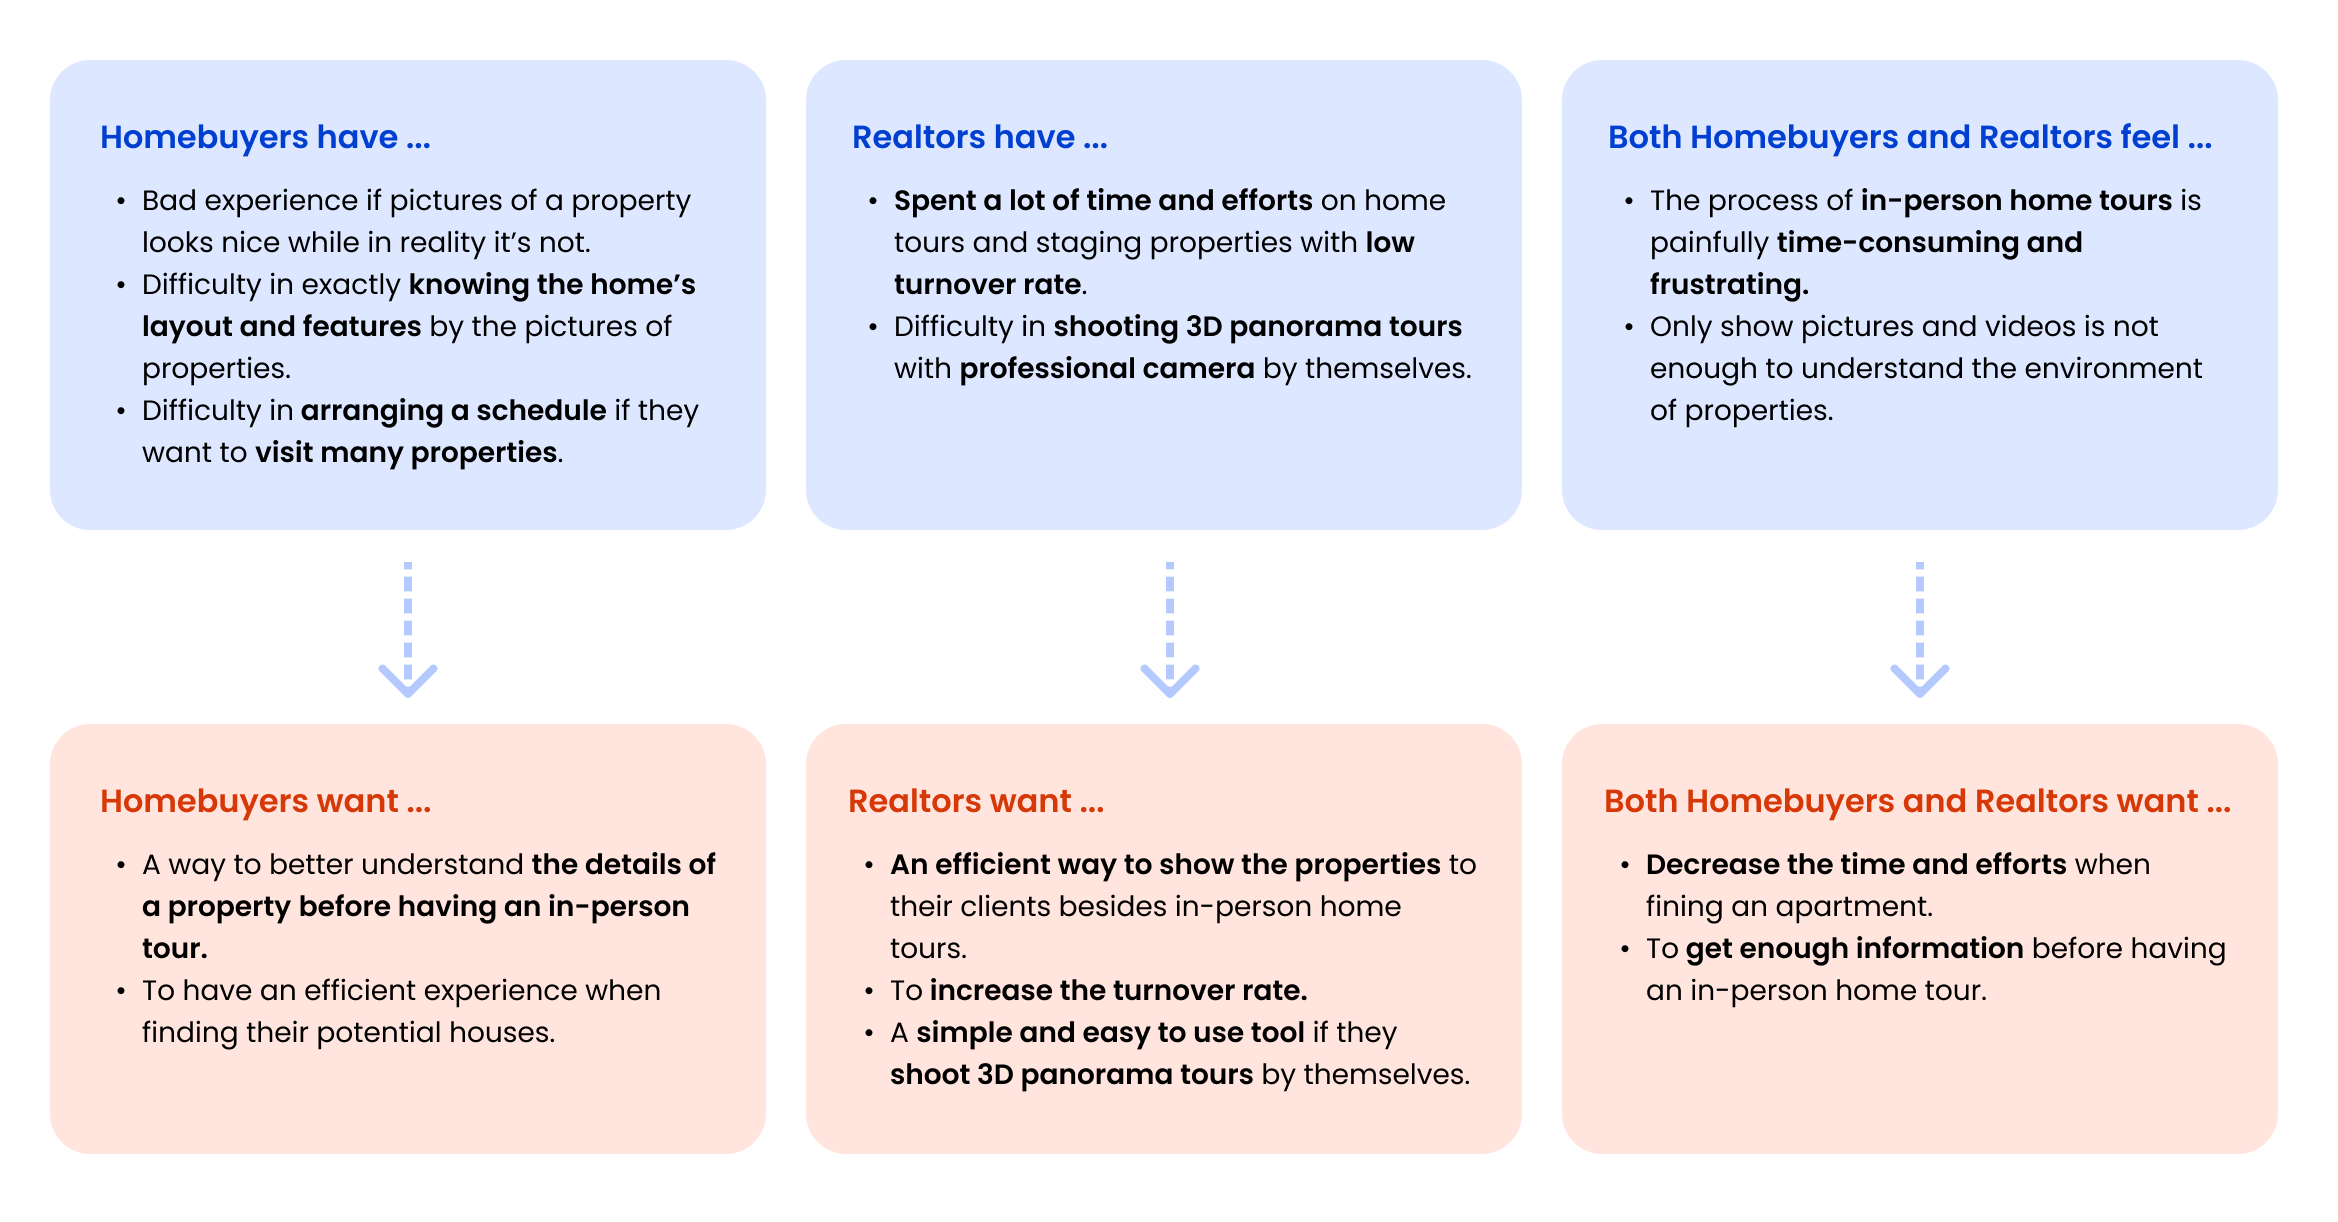 Homebuyers have ...
• Bad experience if pictures of a property
looks nice while in reality it’s not.
• Difficulty in exactly knowing the home’s
layout and features by the pictures of
properties.
• Difficulty in arranging a schedule if they
want to visit many properties.
Realtors have ...
• Spent a lot of time and efforts on home
tours and staging properties with low
turnover rate.
• Difficulty in shooting 3D panorama tours
with professional camera by themselves.
Both Homebuyers and Realtors feel ...
• The process of in-person home tours is
painfully time-consuming and
frustrating.
• Only show pictures and videos is not
enough to understand the environment
of properties.
Homebuyers want ...
• A way to better understand the details of
a property before having an in-person
tour.
• To have an efficient experience when
finding their potential houses.
Realtors want ...
• An efficient way to show the properties to
their clients besides in-person home
tours.
• To increase the turnover rate.
• A simple and easy to use tool if they
shoot 3D panorama tours by themselves.
Both Homebuyers and Realtors want ...
• Decrease the time and efforts when
fining an apartment.
• To get enough information before having
an in-person home tour.